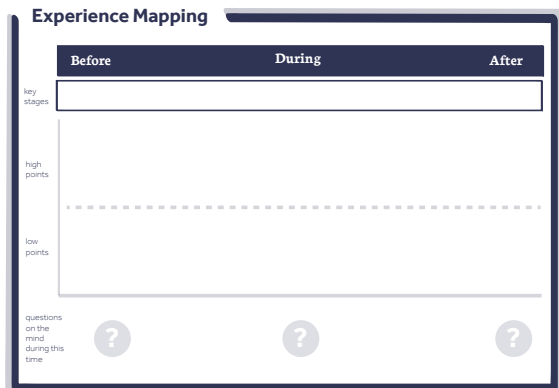 Experience Mapping
Before During After
key
stages
high
points
low
points
questions
on the
mind
during this
time
? ? ?